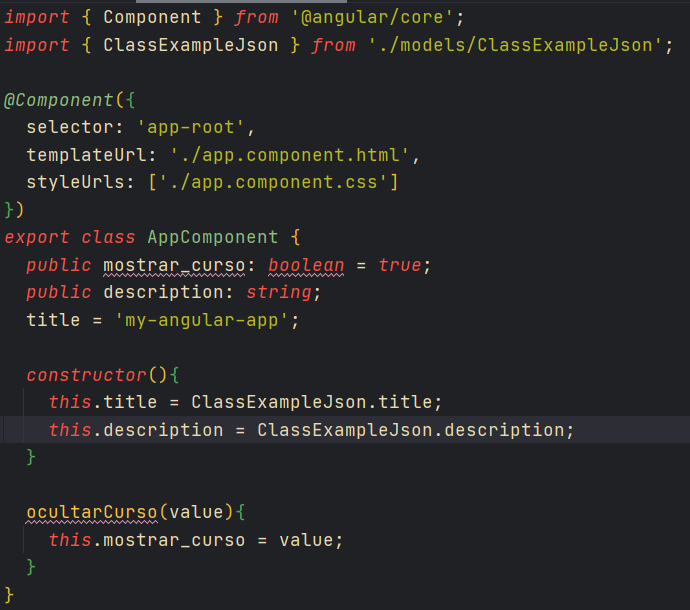 import { Component } from '@angular/core';
import { ClassExampleJson } from './models/ClassExampleJson';
@Component({
selector: 'app-root',
templateUrl: './app.component.html',
styleUrls: ['./app.component.css']
})
export class AppComponent {
public mostrar_curso: boolean = true;
public description: string;
title = 'my-angular-app';
constructor(){
this.title = ClassExampleJson.title;
this.description = ClassExampleJson.description;
}
ocultarCurso(value){
this.mostrar_curso = value;
}
}